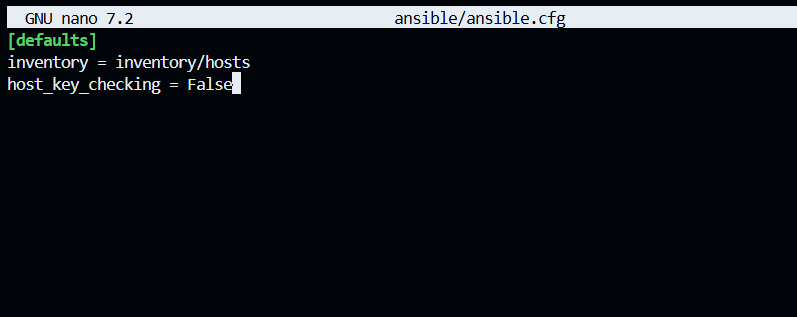 GNU nano 7.2 ansible/ansible.cfg
[defaults]
inventory = inventory/hosts
host_key_checking = False